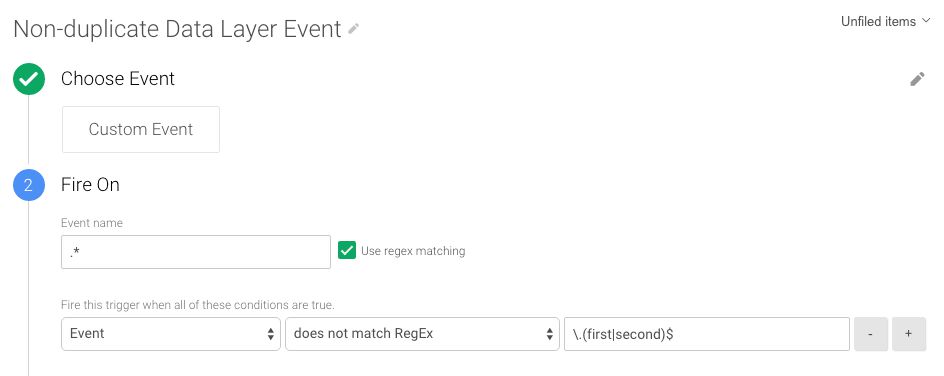 Non-duplicate Data Layer Event
Unfiled items
Choose Event
Custom Event
2 Fire On
Event name
.*
Use regex matching
Fire this trigger when all of these conditions are true.
Event does not match RegEx \.(first|second)$ - +